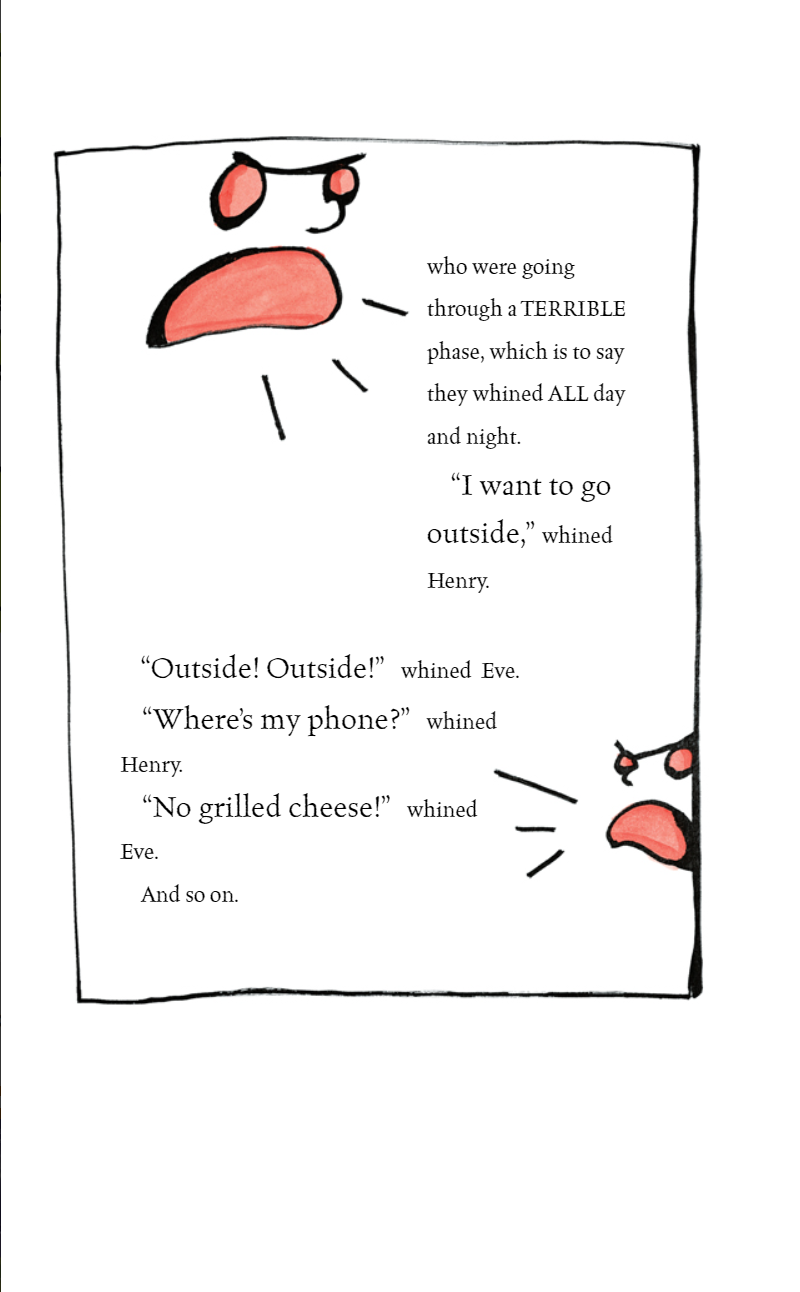 who were going
through a TERRIBLE
phase, which is to say
they whined ALL day
and night.
“I want to go
outside,” whined
Henry.
“Outside! Outside!” whined Eve.
“Where’s my phone?” whined
Henry.
“No grilled cheese!” whined
Eve.
And so on.